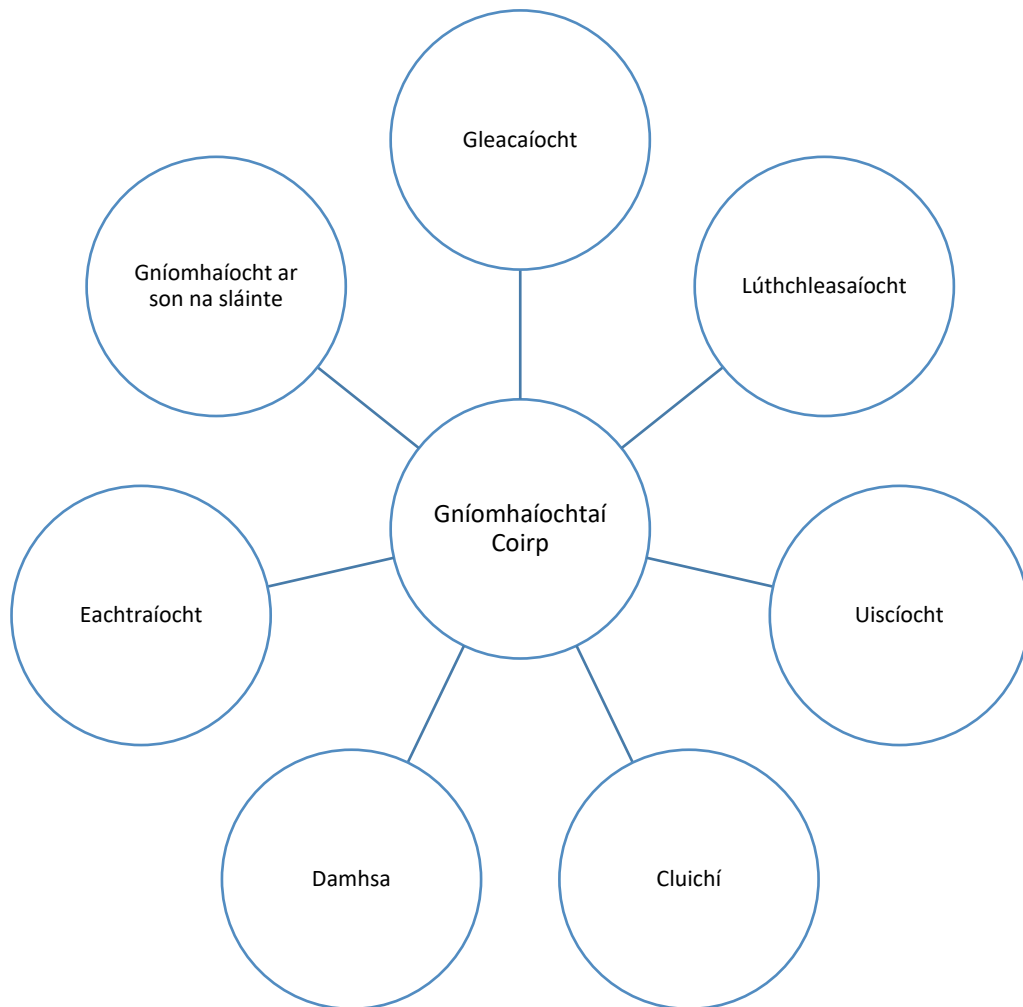 Gleacaíocht
Gníomhaíocht ar
son na sláinte
Lúthchleasaíocht
Gníomhaíochtaí
Coirp
Eachtraíocht
Uiscíocht
Damhsa
Cluichí